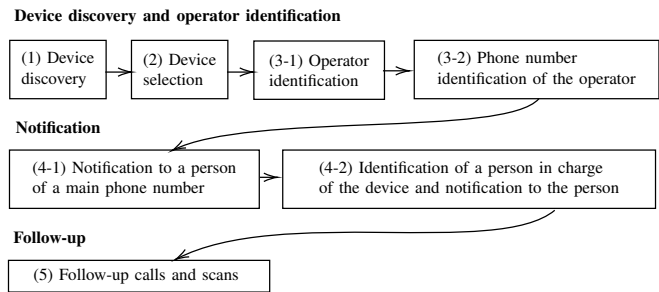 Device discovery and operator identification
(1) Device
discovery
(2) Device
selection
(3-1) Operator
identification
(3-2) Phone number
identification of the operator
Notification
(4-1) Notification to a person
of a main phone number
(4-2) Identification of a person in charge
of the device and notification to the person
Follow-up
(5) Follow-up calls and scans